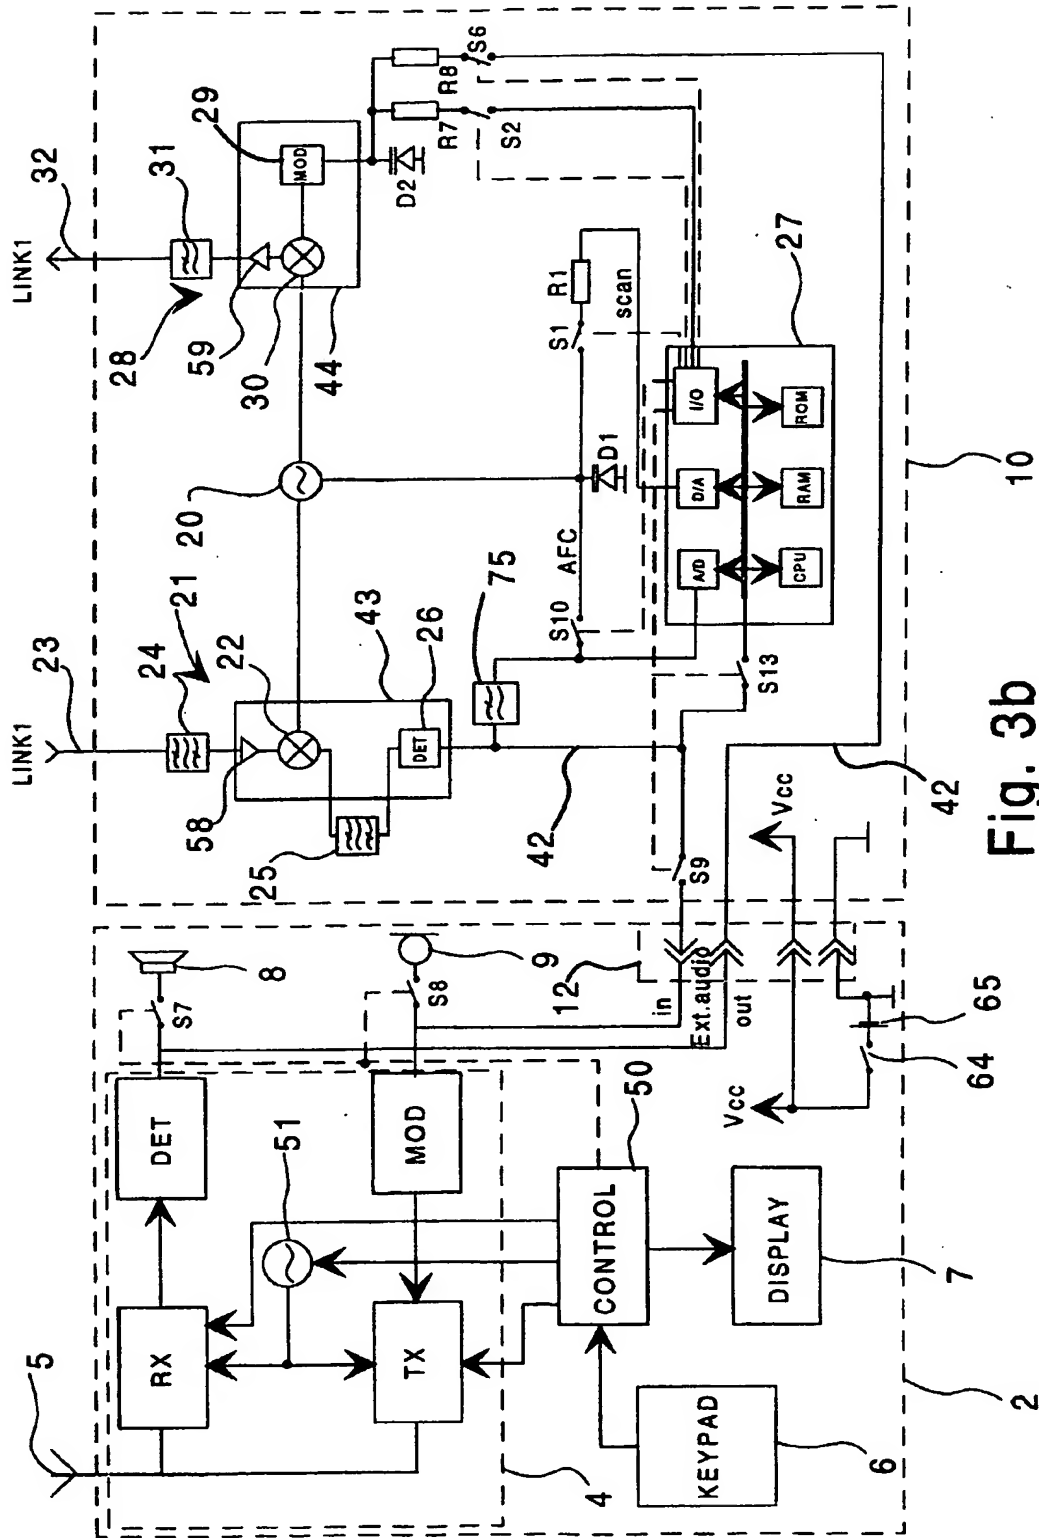 LINK1
LINK1
23
32
24
21
22
58
25
43
26
DET
42
75
20
28
59
30
44
31
29
MOD
D2
R7
R8
S2
S6
AFC
S10
D1
S1
R1
scan
A/D
D/A
I/O
CPU
RAM
ROM
27
S9
S13
Vcc
42
10
5
RX
DET
S7
8
51
TX
MOD
S8
9
4
12
in
Ext.audio
out
KEYPAD
6
CONTROL
50
DISPLAY
7
Vcc
64
65
2
Fig. 3b